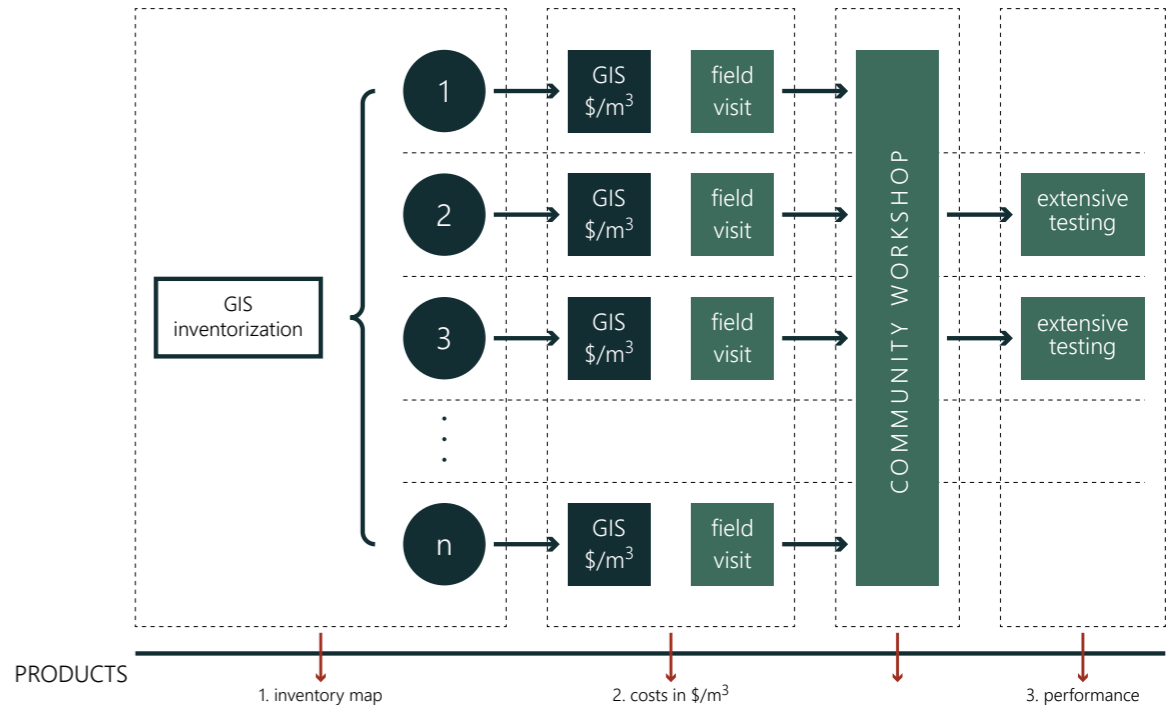 1
GIS
$/m³
field
visit
2
GIS
$/m³
field
visit
extensive
testing
GIS
inventorization
3
GIS
$/m³
field
visit
extensive
testing
COMMUNITY WORKSHOP
n
GIS
$/m³
field
visit
PRODUCTS
1. inventory map
2. costs in $/m³
3. performance